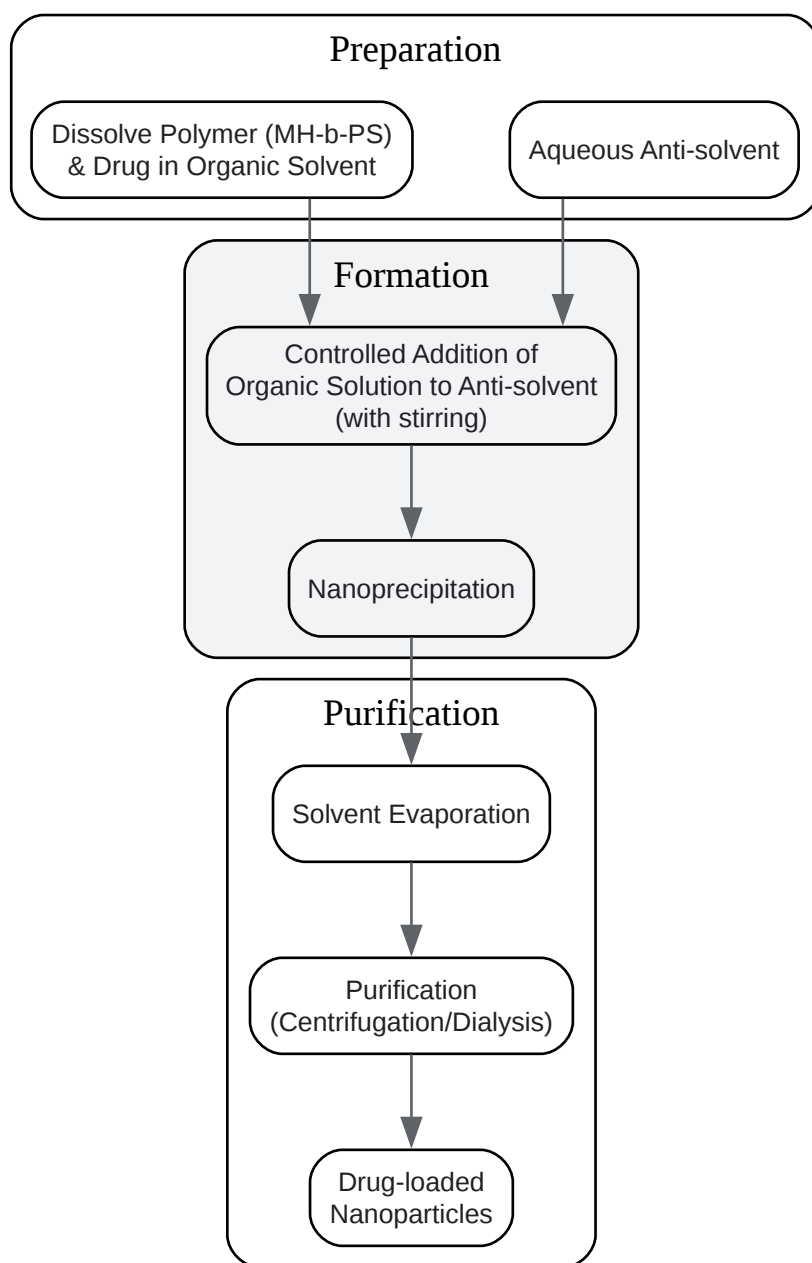 Preparation
Dissolve Polymer (MH-b-PS)
& Drug in Organic Solvent
Aqueous Anti-solvent
Formation
Controlled Addition of
Organic Solution to Anti-solvent
(with stirring)
Nanoprecipitation
Purification
Solvent Evaporation
Purification
(Centrifugation/Dialysis)
Drug-loaded
Nanoparticles